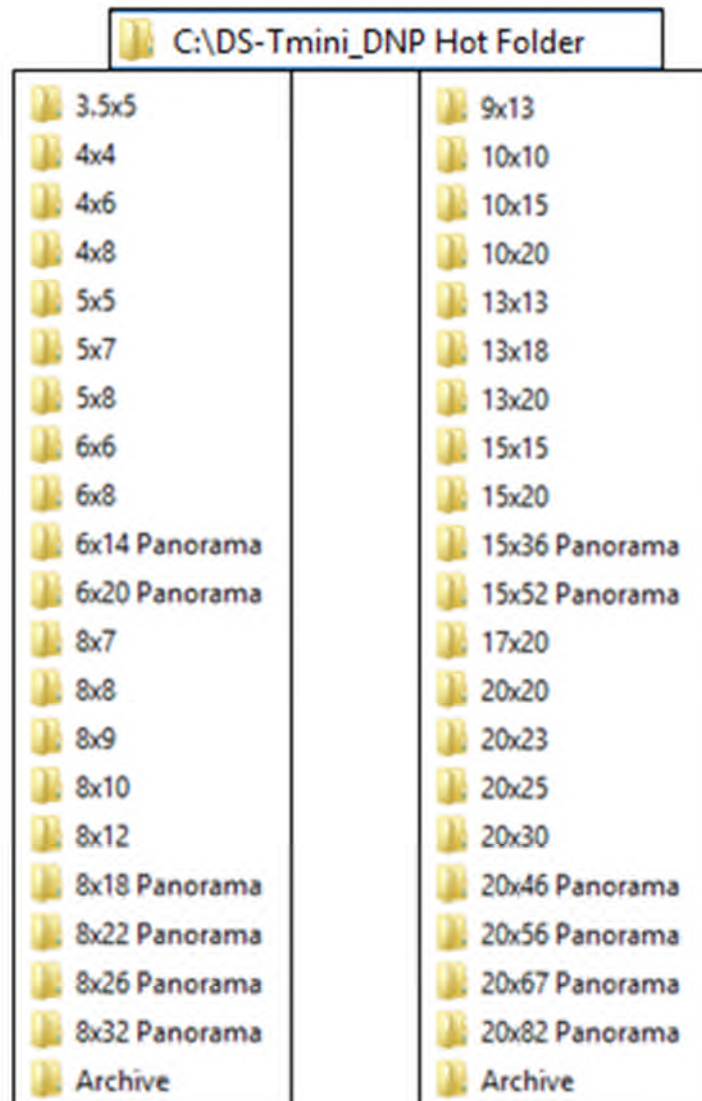 C:\DS-Tmini_DNP Hot Folder
3.5x5
4x4
4x6
4x8
5x5
5x7
5x8
6x6
6x8
6x14 Panorama
6x20 Panorama
8x7
8x8
8x9
8x10
8x12
8x18 Panorama
8x22 Panorama
8x26 Panorama
8x32 Panorama
Archive
9x13
10x10
10x15
10x20
13x13
13x18
13x20
15x15
15x20
15x36 Panorama
15x52 Panorama
17x20
20x20
20x23
20x25
20x30
20x46 Panorama
20x56 Panorama
20x67 Panorama
20x82 Panorama
Archive